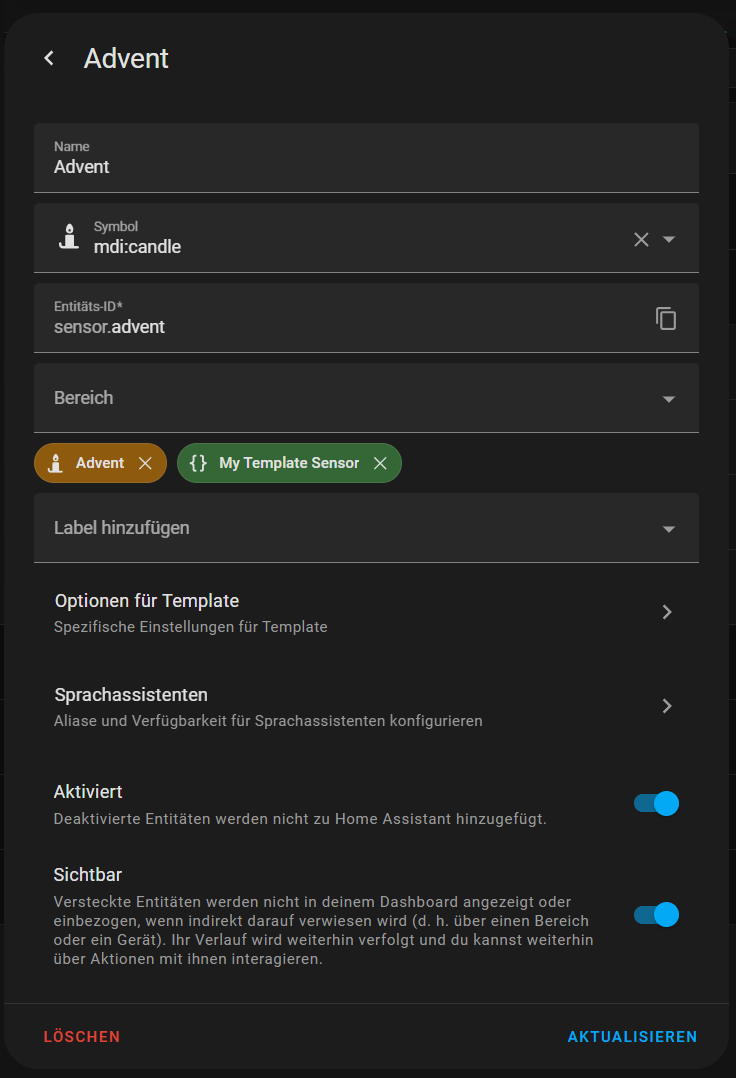 Advent
Name
Advent
Symbol
mdi:candle
Entitäts-ID*
sensor.advent
Bereich
Advent
My Template Sensor
Label hinzufügen
Optionen für Template
Spezifische Einstellungen für Template
Sprachassistenten
Aliase und Verfügbarkeit für Sprachassistenten konfigurieren
Aktiviert
Deaktivierte Entitäten werden nicht zu Home Assistant hinzugefügt.
Sichtbar
Versteckte Entitäten werden nicht in deinem Dashboard angezeigt oder
einbezogen, wenn indirekt darauf verwiesen wird (d. h. über einen Bereich
oder ein Gerät). Ihr Verlauf wird weiterhin verfolgt und du kannst weiterhin
über Aktionen mit ihnen interagieren.
LÖSCHEN
AKTUALISIEREN